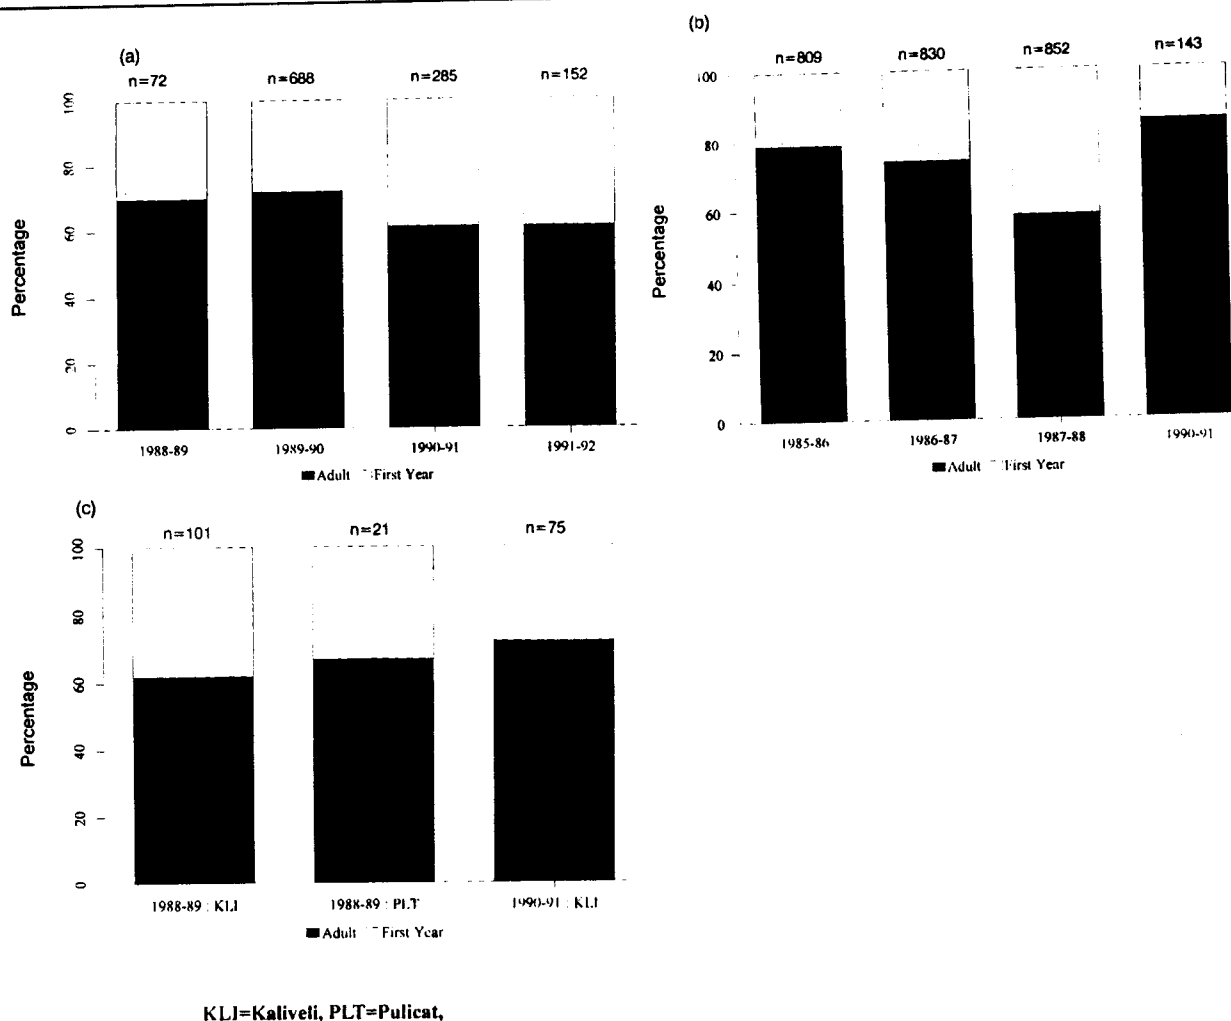 (a)
n=72 n=688 n=285 n=152
100
80
60
40
20
0
Percentage
1988-89 1989-90 1990-91 1991-92
Adult First Year
(b)
n=809 n=830 n=852 n=143
100
80
60
40
20
0
Percentage
1985-86 1986-87 1987-88 1990-91
Adult First Year
(c)
n=101 n=21 n=75
100
80
60
40
20
0
Percentage
1988-89 : KLI 1988-89 : PLT 1990-91 : KLI
Adult First Year
KLI=Kaliveli, PLT=Pulicat,